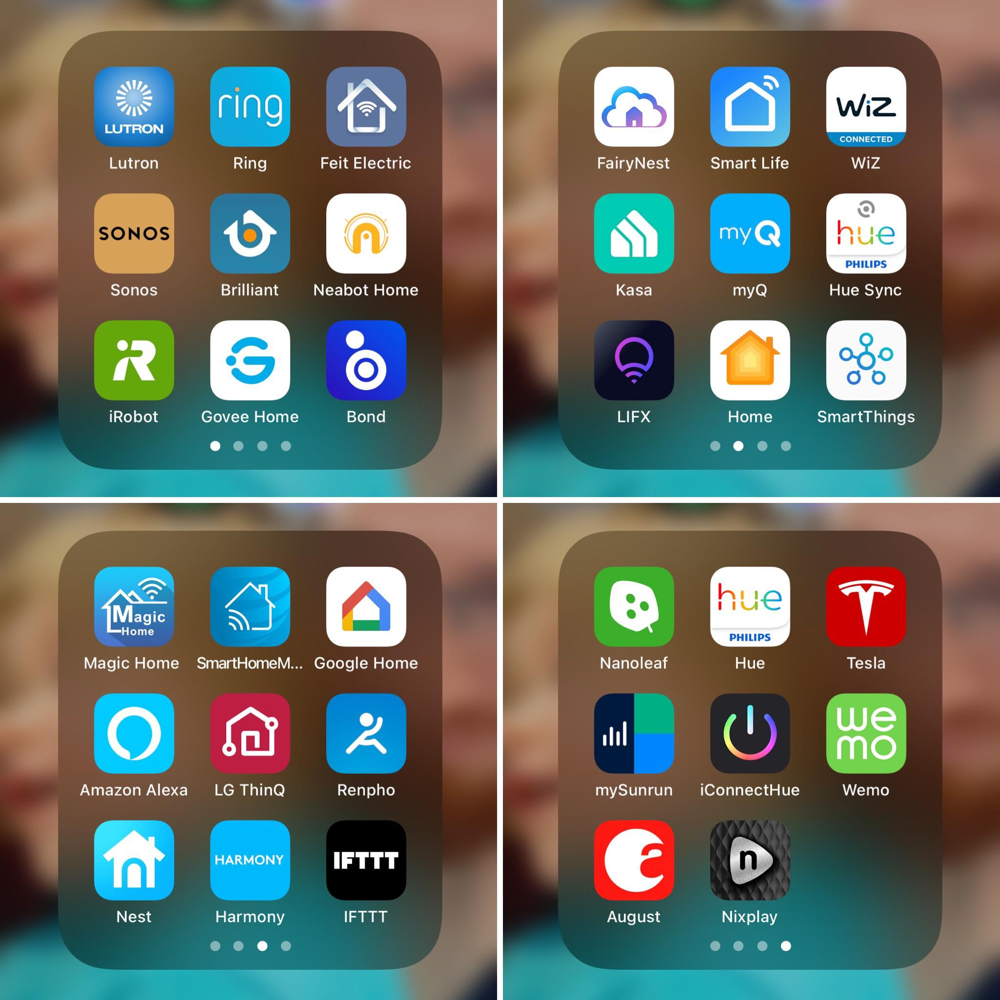 LUTRON
ring
Lutron
Ring
Feit Electric
SONOS
Sonos
Brilliant
Neabot Home
iR
iRobot
Govee Home
Bond
WiZ
CONNECTED
FairyNest
Smart Life
WiZ
myQ
hue
PHILIPS
Kasa
myQ
Hue Sync
LIFX
Home
SmartThings
Magic
Home
Magic Home
SmartHomeM...
Google Home
Amazon Alexa
LG ThinQ
Renpho
HARMONY
IFTTT
Nest
Harmony
IFTTT
hue
PHILIPS
Nanoleaf
Hue
Tesla
we
mo
mySunrun
iConnectHue
Wemo
a
n
August
Nixplay